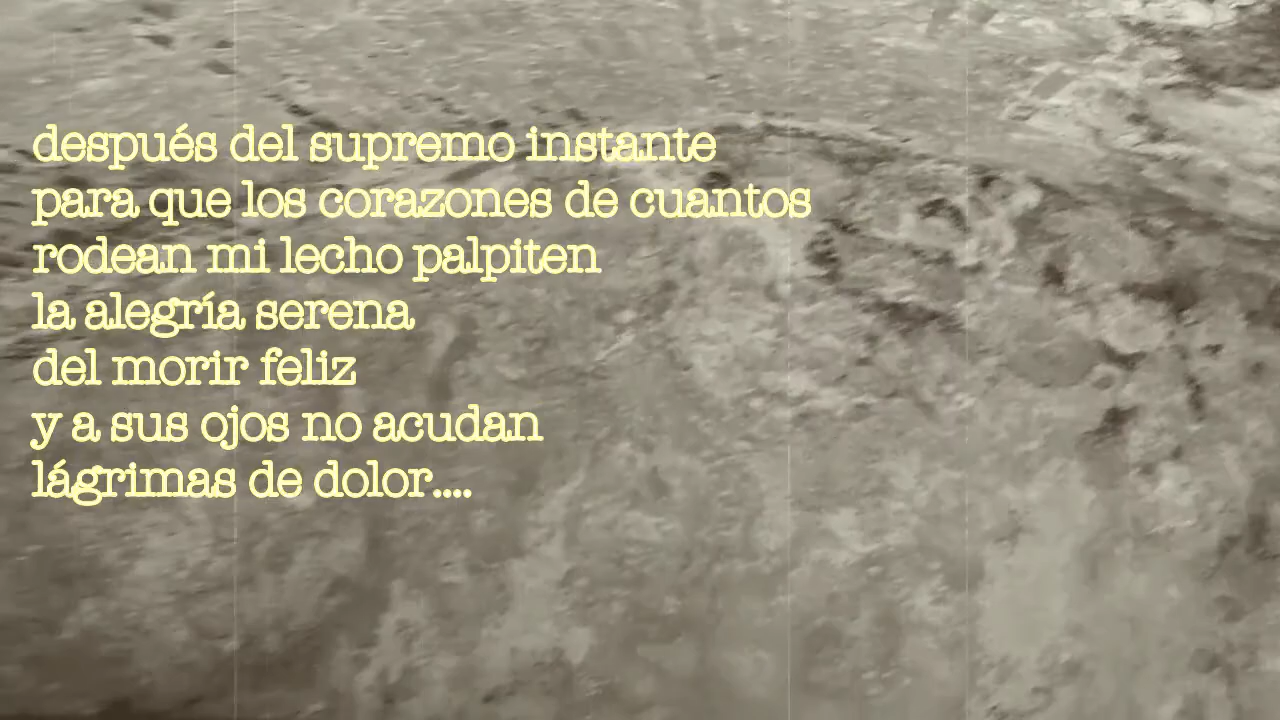 después del supremo instante
para que los corazones de cuantos
rodean mi lecho palpiten
la alegría serena
del morir feliz
y a sus ojos no acudan
lágrimas de dolor....